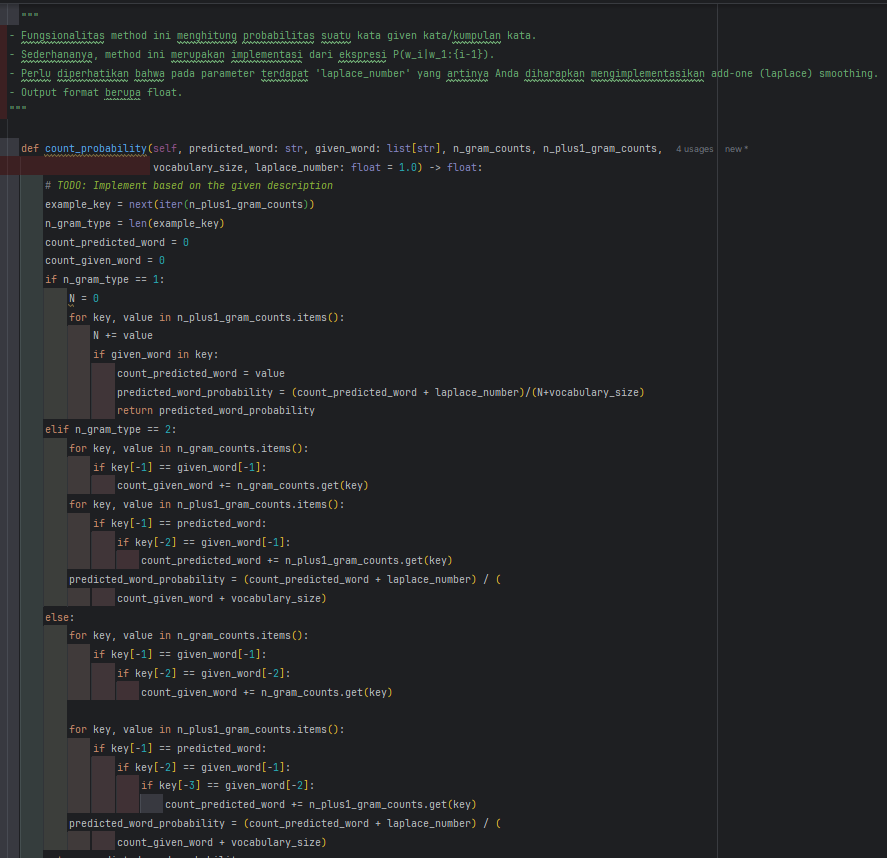 """
- Fungsionalitas method ini menghitung probabilitas suatu kata given kata/kumpulan kata.
- Sederhananya, method ini merupakan implementasi dari ekspresi P(w_i|w_1:{i-1}).
- Perlu diperhatikan bahwa pada parameter terdapat 'laplace_number' yang artinya Anda diharapkan mengimplementasikan add-one (laplace) smoothing.
- Output format berupa float.
"""
def count_probability(self, predicted_word: str, given_word: list[str], n_gram_counts, n_plus1_gram_counts, 4 usages new *
vocabulary_size, laplace_number: float = 1.0) -> float:
# TODO: Implement based on the given description
example_key = next(iter(n_plus1_gram_counts))
n_gram_type = len(example_key)
count_predicted_word = 0
count_given_word = 0
if n_gram_type == 1:
N = 0
for key, value in n_plus1_gram_counts.items():
N += value
if given_word in key:
count_predicted_word = value
predicted_word_probability = (count_predicted_word + laplace_number)/(N+vocabulary_size)
return predicted_word_probability
elif n_gram_type == 2:
for key, value in n_gram_counts.items():
if key[-1] == given_word[-1]:
count_given_word += n_gram_counts.get(key)
for key, value in n_plus1_gram_counts.items():
if key[-1] == predicted_word:
if key[-2] == given_word[-1]:
count_predicted_word += n_plus1_gram_counts.get(key)
predicted_word_probability = (count_predicted_word + laplace_number) / (
count_given_word + vocabulary_size)
else:
for key, value in n_gram_counts.items():
if key[-1] == given_word[-1]:
if key[-2] == given_word[-2]:
count_given_word += n_gram_counts.get(key)
for key, value in n_plus1_gram_counts.items():
if key[-1] == predicted_word:
if key[-2] == given_word[-1]:
if key[-3] == given_word[-2]:
count_predicted_word += n_plus1_gram_counts.get(key)
predicted_word_probability = (count_predicted_word + laplace_number) / (
count_given_word + vocabulary_size)